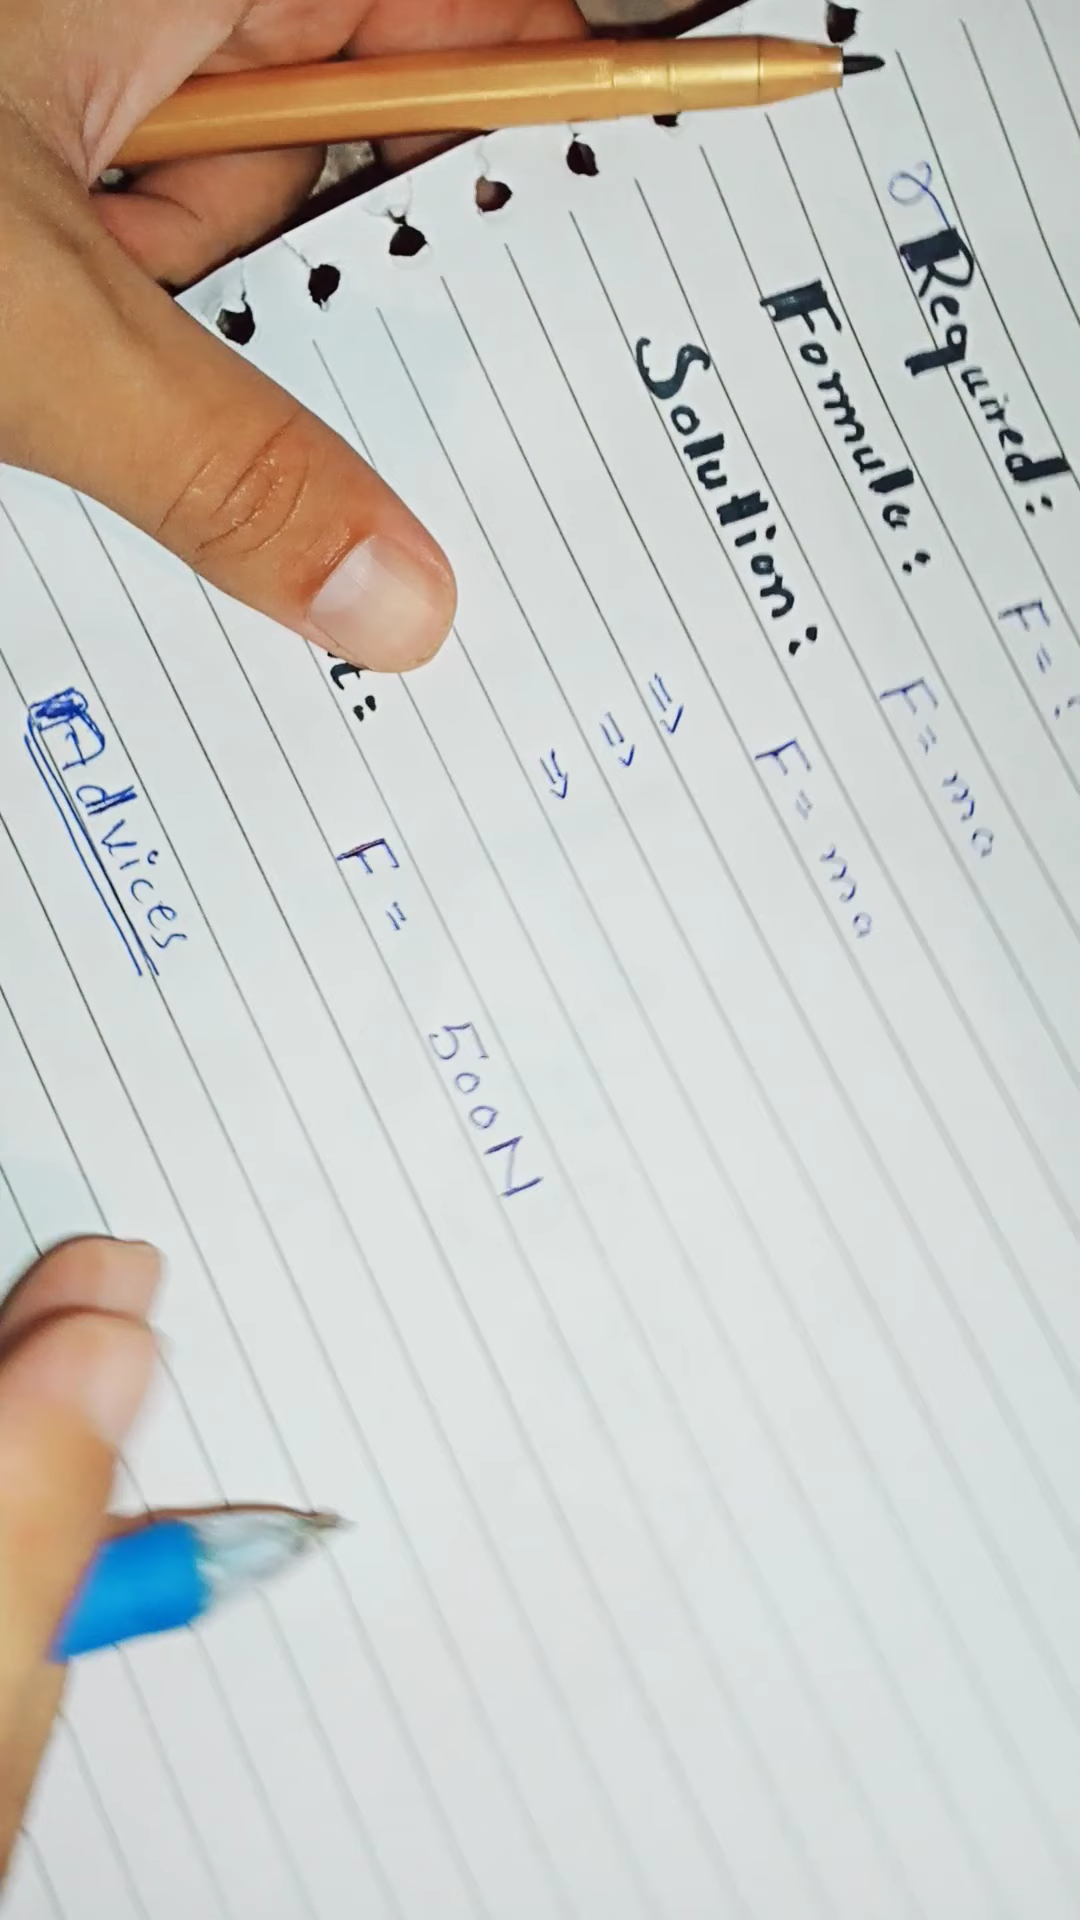 Required: F = ?
Formula: F = ma
Solution: F = ma
⇒
⇒
⇒
t: F = 500N
Advices